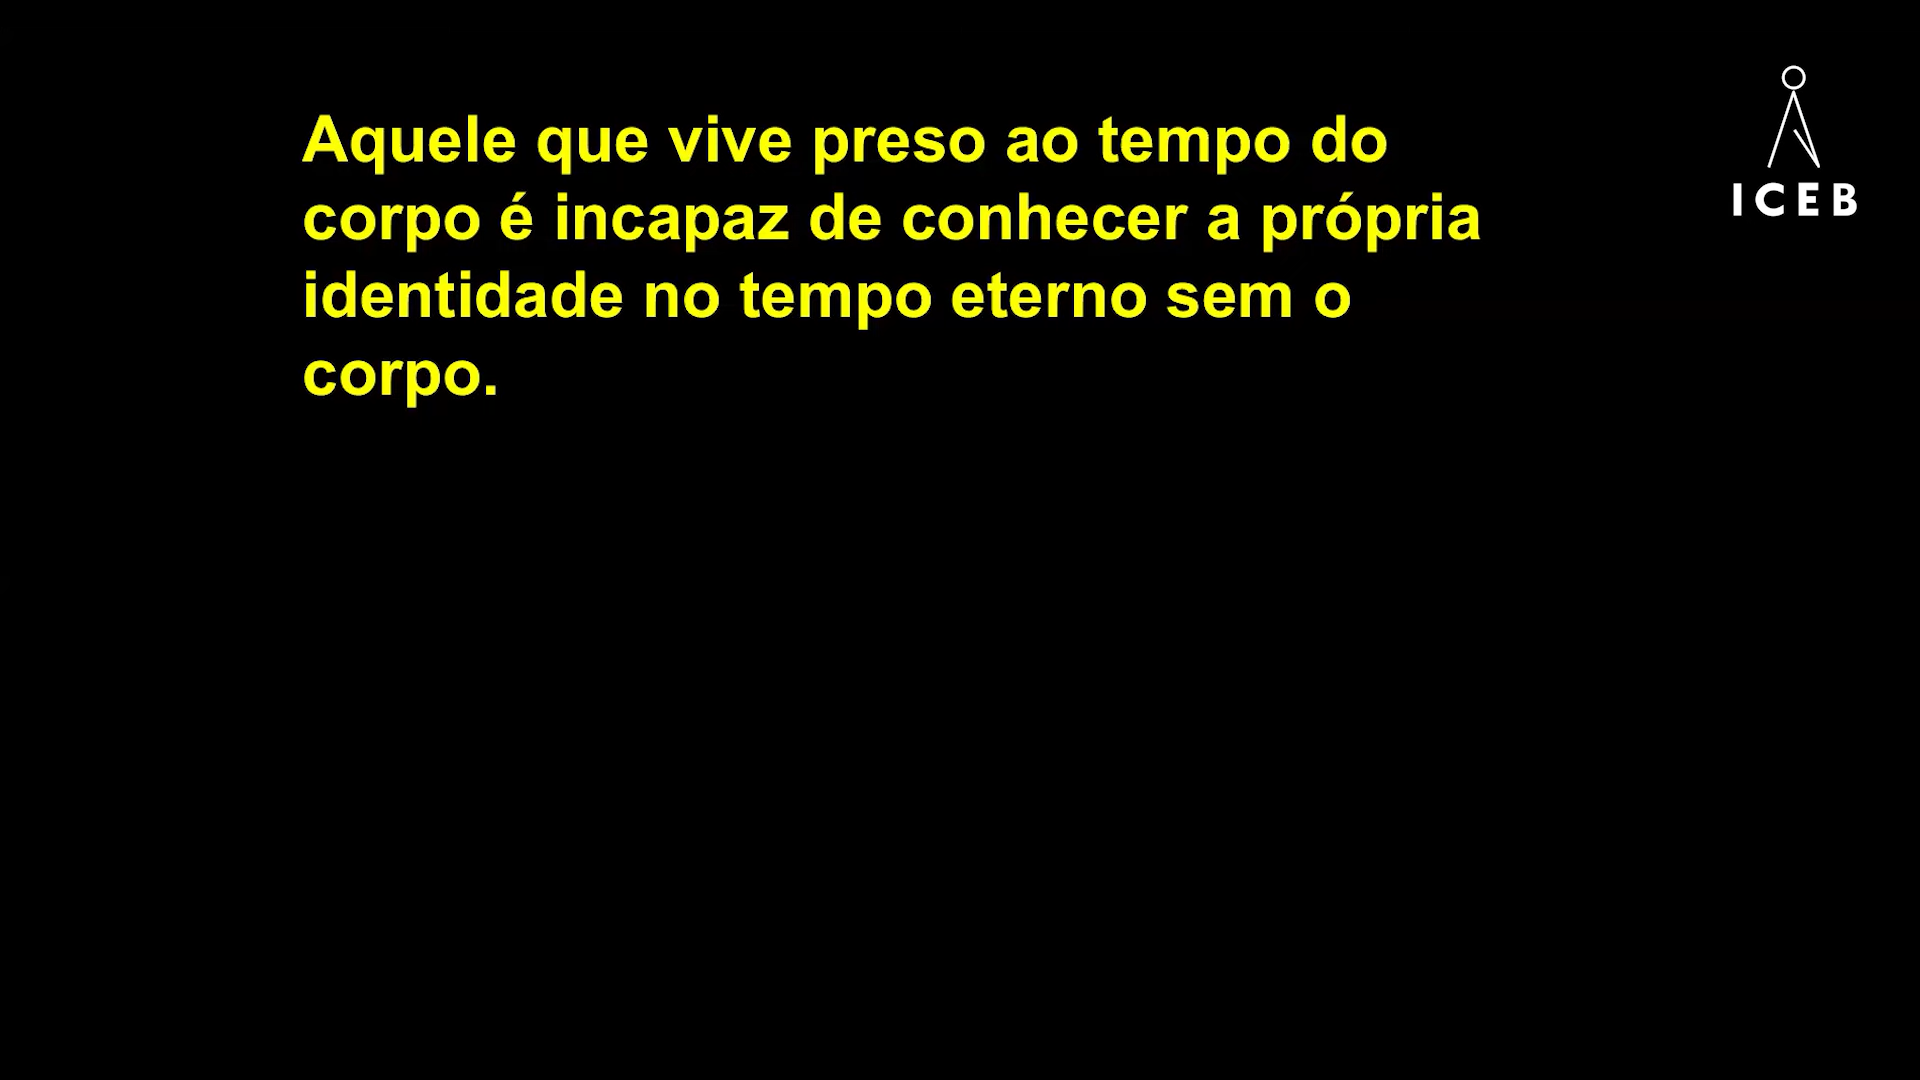 Aquele que vive preso ao tempo do
corpo é incapaz de conhecer a própria
identidade no tempo eterno sem o
corpo.
ICEB